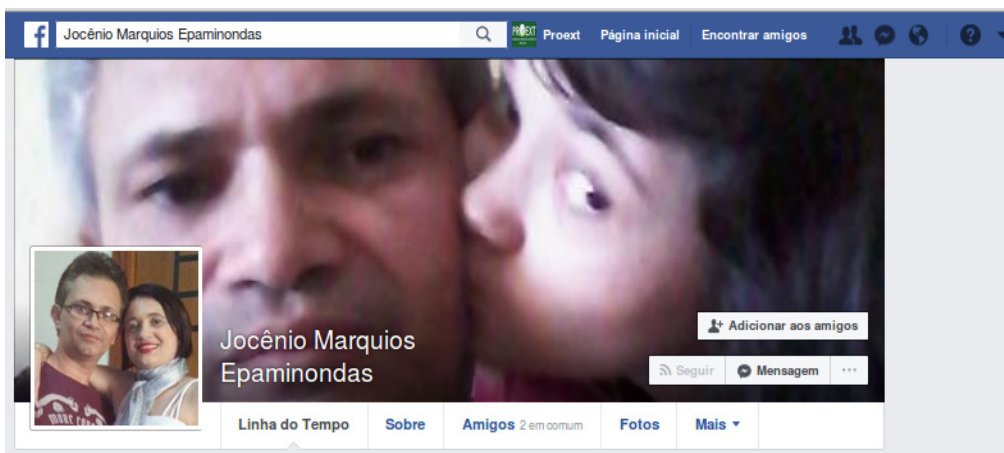 Jocênio Marquios Epaminondas
PROEXT Proext Página inicial Encontrar amigos
Jocênio Marquios
Epaminondas
Adicionar aos amigos
Seguir Mensagem ...
Linha do Tempo Sobre Amigos 2 em comum Fotos Mais